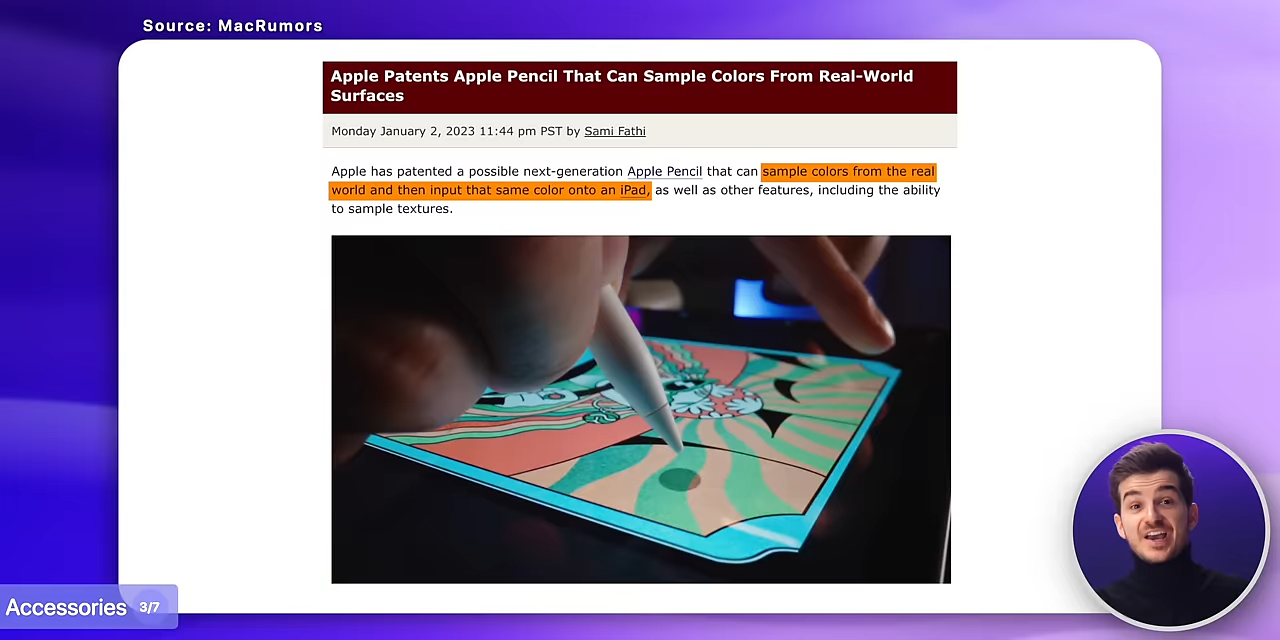 Source: MacRumors
Apple Patents Apple Pencil That Can Sample Colors From Real-World
Surfaces
Monday January 2, 2023 11:44 pm PST by Sami Fathi
Apple has patented a possible next-generation Apple Pencil that can sample colors from the real
world and then input that same color onto an iPad, as well as other features, including the ability
to sample textures.
Accessories 3/7